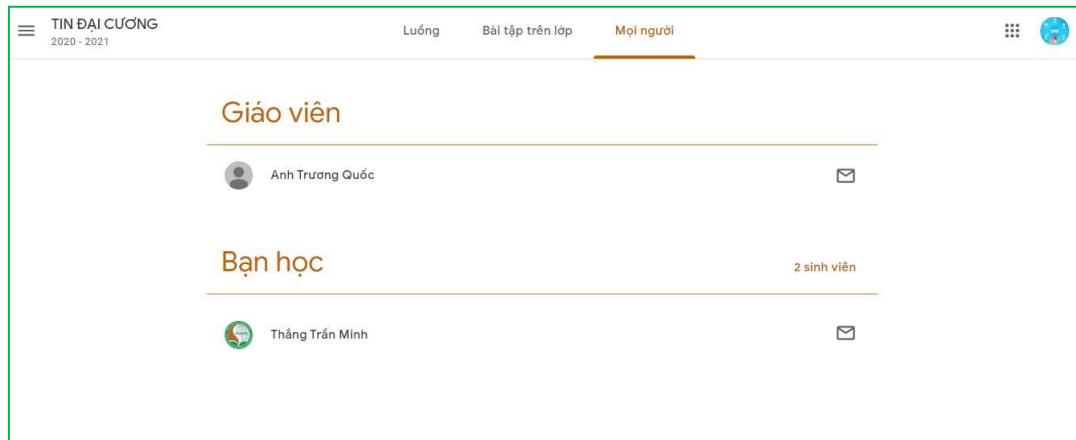 TIN ĐẠI CƯƠNG
2020 - 2021
Luồng
Bài tập trên lớp
Mọi người
Giáo viên
Anh Trương Quốc
Bạn học
2 sinh viên
Thắng Trần Minh